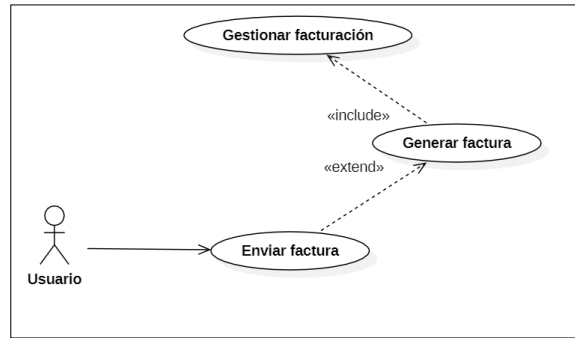 Gestionar facturación
«include»
Generar factura
«extend»
Enviar factura
Usuario